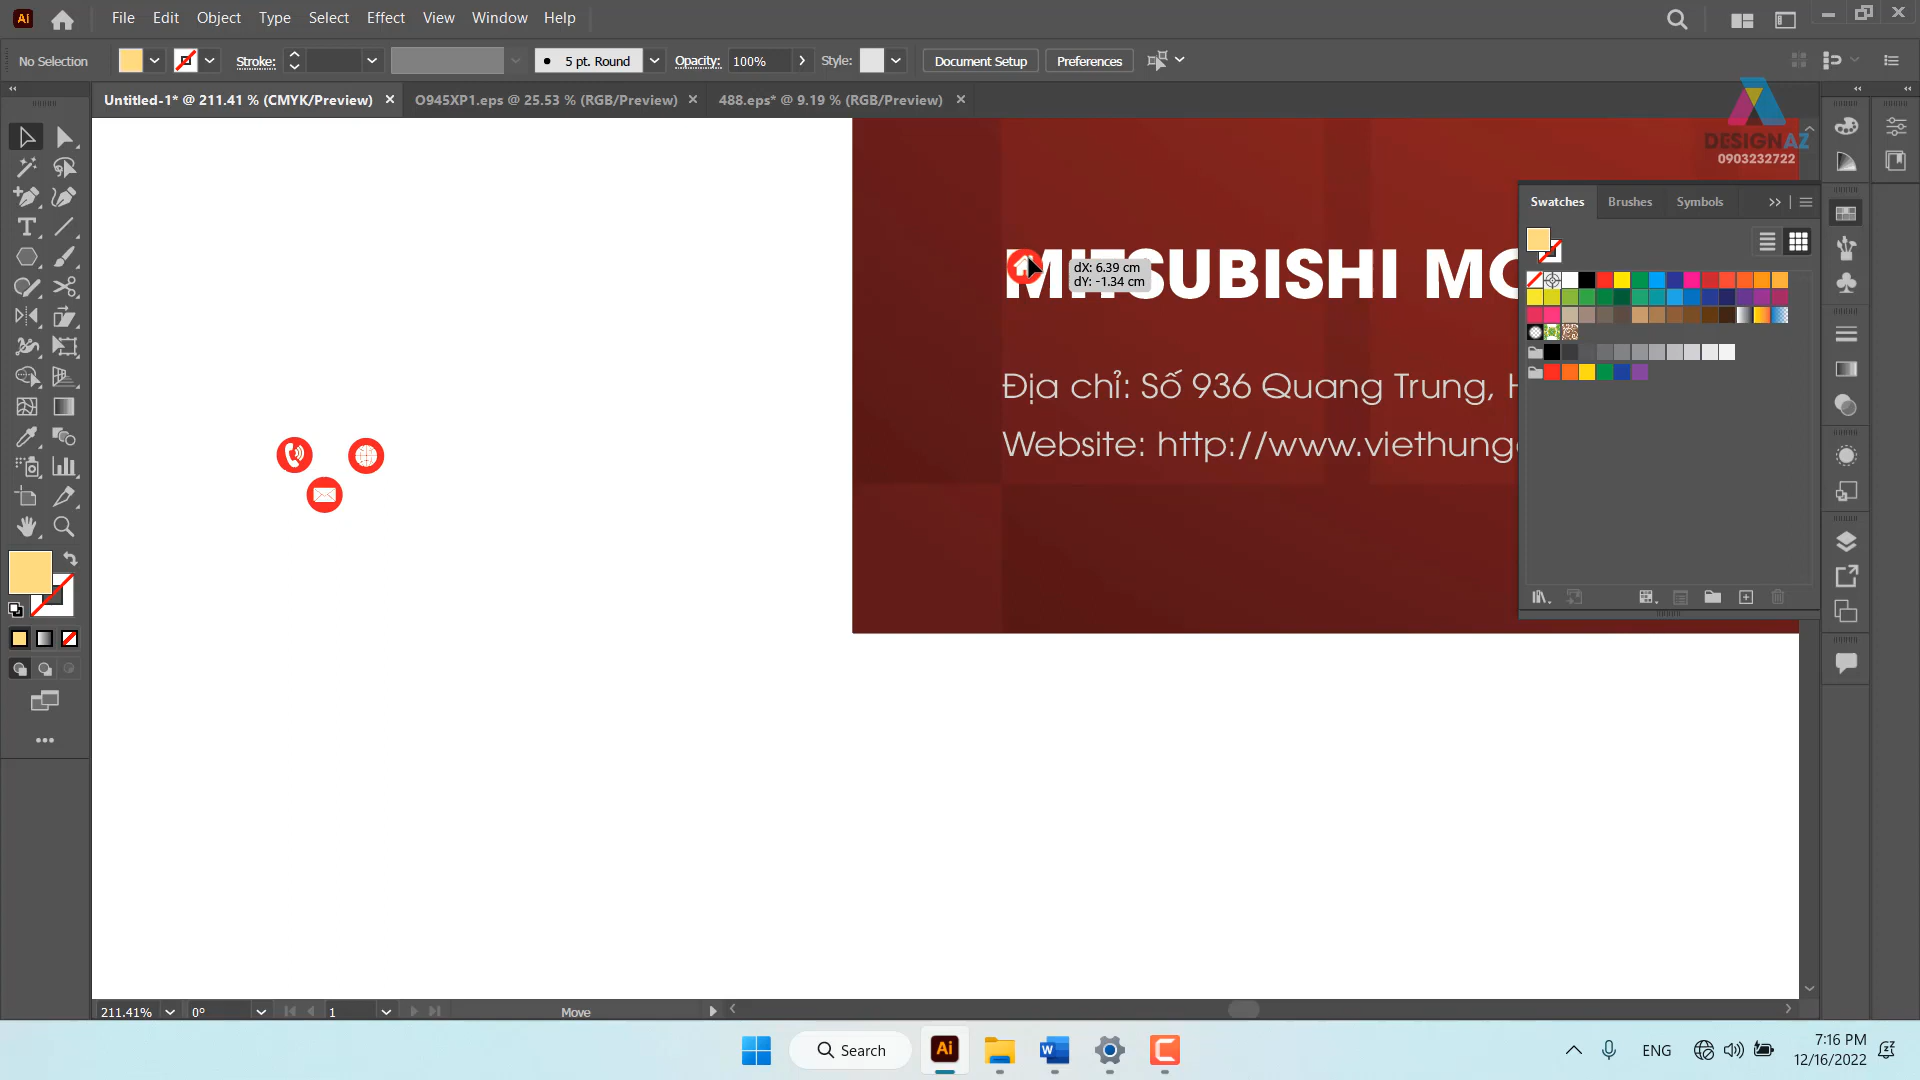 Ai File Edit Object Type Select Effect View Window Help
No Selection Stroke: 5 pt. Round Opacity: 100% Style: Document Setup Preferences
Untitled-1* @ 211.41 % (CMYK/Preview) O945XP1.eps @ 25.53 % (RGB/Preview) 488.eps* @ 9.19 % (RGB/Preview)
DESIGNAZ
0903232722
Swatches Brushes Symbols
MITSUBISHI MO
dX: 6.39 cm
dY: -1.34 cm
Địa chỉ: Số 936 Quang Trung, H
Website: http://www.viethung
211.41% 0° 1 Move
Search
Ai
W
ENG
7:16 PM
12/16/2022